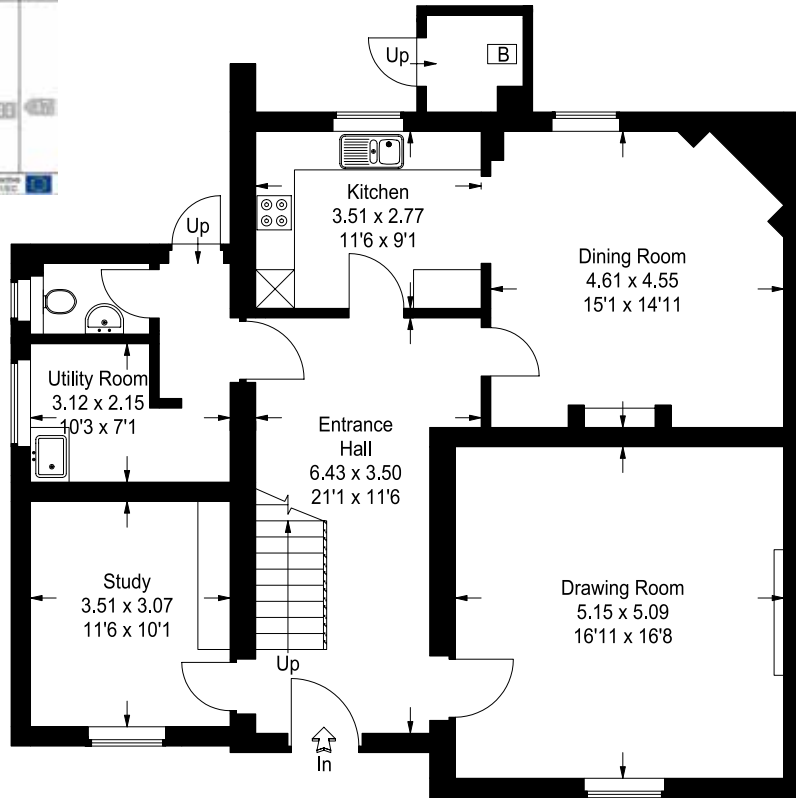 Up
B
Kitchen
3.51 x 2.77
11'6 x 9'1
Up
Dining Room
4.61 x 4.55
15'1 x 14'11
Utility Room
3.12 x 2.15
10'3 x 7'1
Entrance
Hall
6.43 x 3.50
21'1 x 11'6
Study
3.51 x 3.07
11'6 x 10'1
Drawing Room
5.15 x 5.09
16'11 x 16'8
Up
In